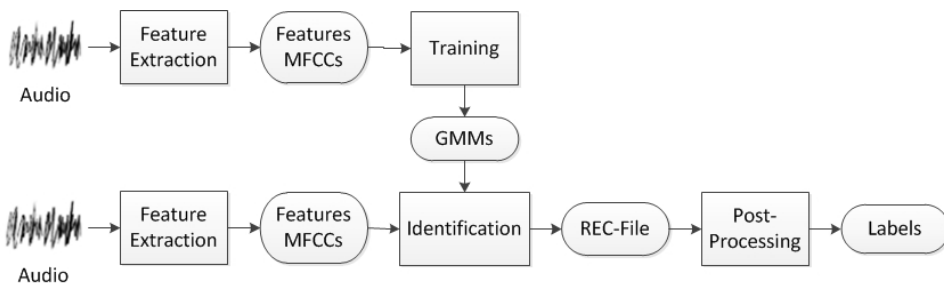 Feature
Extraction
Features
MFCCs
Training
Audio
GMMs
Feature
Extraction
Features
MFCCs
Identification
REC-File
Post-
Processing
Labels
Audio